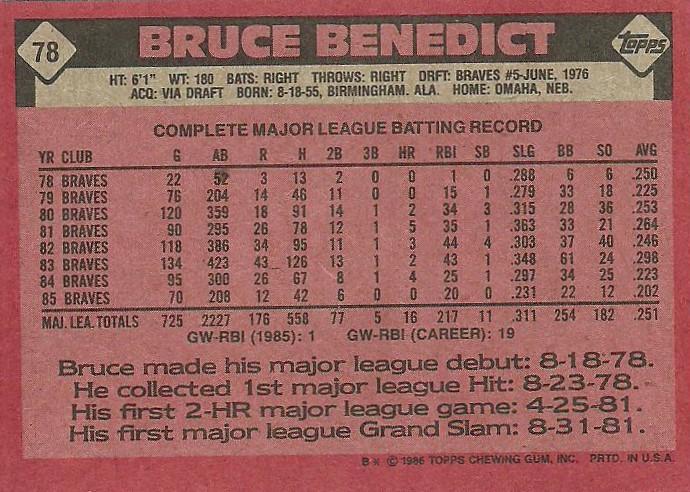 78 BRUCE BENEDICT topps
HT: 6'1" WT: 180 BATS: RIGHT THROWS: RIGHT DRFT: BRAVES #5-JUNE, 1976
ACQ: VIA DRAFT BORN: 8-18-55, BIRMINGHAM. ALA. HOME: OMAHA, NEB.
COMPLETE MAJOR LEAGUE BATTING RECORD
YR CLUB G AB R H 2B 3B HR RBI SB SLG BB SO AVG
78 BRAVES 22 52 3 13 2 0 0 1 0 .288 6 6 .250
79 BRAVES 76 204 14 46 11 0 0 15 1 .279 33 18 .225
80 BRAVES 120 359 18 91 14 1 2 34 3 .315 28 36 .253
81 BRAVES 90 295 26 78 12 1 5 35 1 .363 33 21 .264
82 BRAVES 118 386 34 95 11 1 3 44 4 .303 37 40 .246
83 BRAVES 134 423 43 126 13 1 2 43 1 .348 61 24 .298
84 BRAVES 95 300 26 67 8 1 4 25 1 .297 34 25 .223
85 BRAVES 70 208 12 42 6 0 0 20 0 .231 22 12 .202
MAJ. LEA. TOTALS 725 2227 176 558 77 5 16 217 11 .311 254 182 .251
GW-RBI (1985): 1 GW-RBI (CAREER): 19
Bruce made his major league debut: 8-18-78.
He collected 1st major league Hit: 8-23-78.
His first 2-HR major league game: 4-25-81.
His first major league Grand Slam: 8-31-81.
B* © 1986 TOPPS CHEWING GUM, INC. PRTD. IN U.S.A.